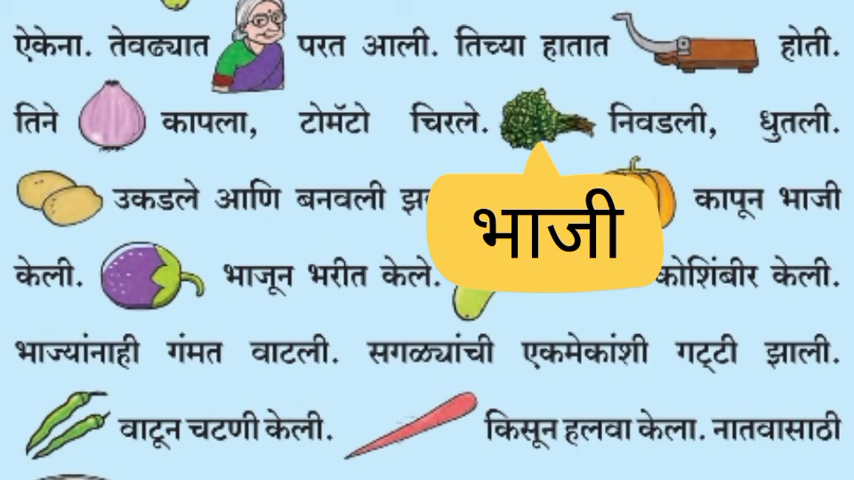 ऐकेना. तेवढ्यात परत आली. तिच्या हातात होती.
तिने कापला, टोमॅटो चिरले. निवडली, धुतली.
उकडले आणि बनवली कापून भाजी
भाजी
केली. भाजून भरीत केले. कोशिंबीर केली.
भाज्यांनाही गंमत वाटली. सगळ्यांची एकमेकांशी गट्‌टी झाली.
वाटून चटणी केली. किसून हलवा केला. नातवासाठी